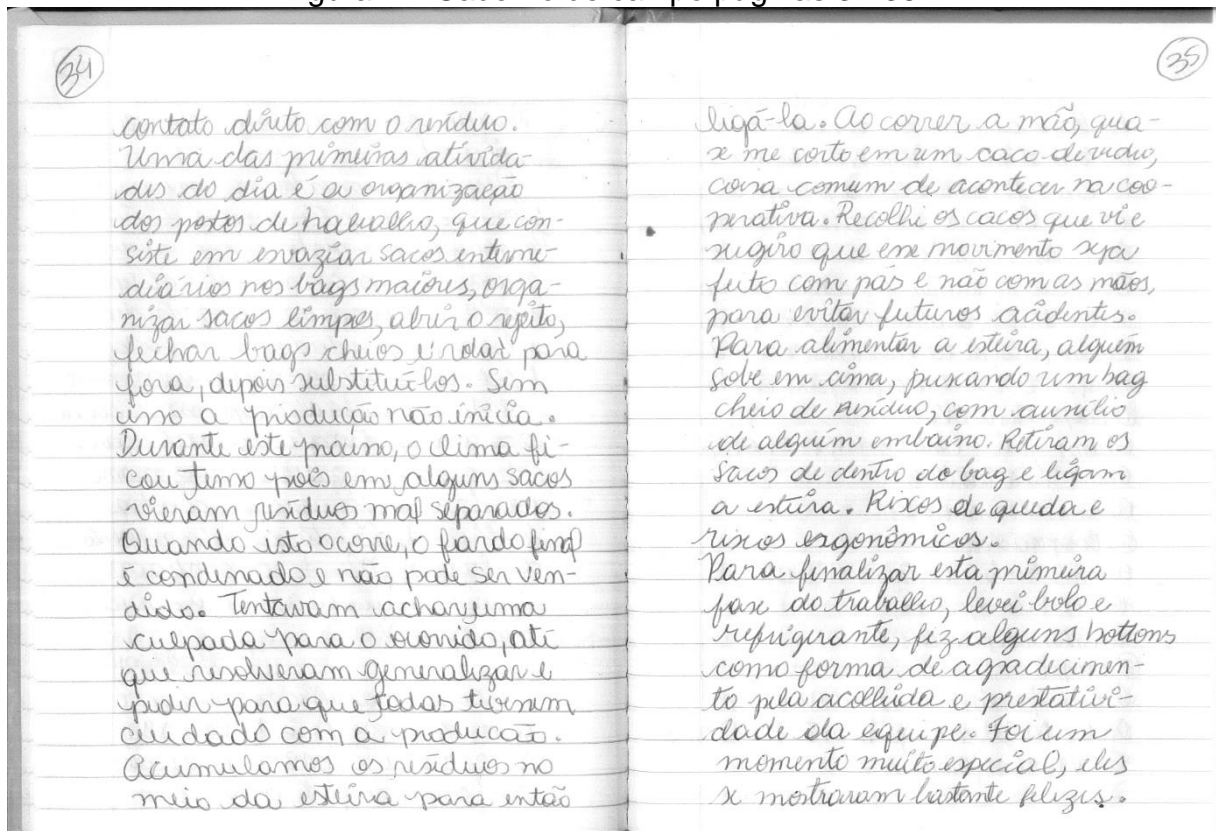 34
contato direto com o resíduo.
Uma das primeiras ativida-
des do dia é a organização
dos postos de trabalho, que con-
siste em esvaziar sacos interme-
diários nos bags maiores, orga-
nizar sacos limpos, abrir o rejeito,
fechar bags cheios e rolar para
fora, depois substituí-los. Sem
isso a produção não inicia.
Durante este processo, o clima fi-
cou tenso pois em alguns sacos
vieram resíduos mal separados.
Quando isto ocorre, o fardo final
é condenado e não pode ser ven-
dido. Tentavam achar uma
culpada para o ocorrido, até
que resolveram generalizar e
pedir para que todas tivessem
cuidado com a produção.
Acumulamos os resíduos no
meio da esteira para então
35
ligá-la. Ao correr a mão, qua-
se me corto em um caco de vidro,
coisa comum de acontecer na coo-
perativa. Recolhi os cacos que vi e
sugiro que esse movimento seja
feito com pás e não com as mãos,
para evitar futuros acidentes.
Para alimentar a esteira, alguém
sobe em cima, puxando um bag
cheio de resíduo, com auxílio
de alguém embaixo. Retiram os
sacos de dentro do bag e ligam
a esteira. Riscos de queda e
riscos ergonômicos.
Para finalizar esta primeira
fase do trabalho, levei bolo e
refrigerante, fiz alguns bottons
como forma de agradecimen-
to pela acolhida e prestativi-
dade da equipe. Foi um
momento muito especial, eles
se mostraram bastante felizes.